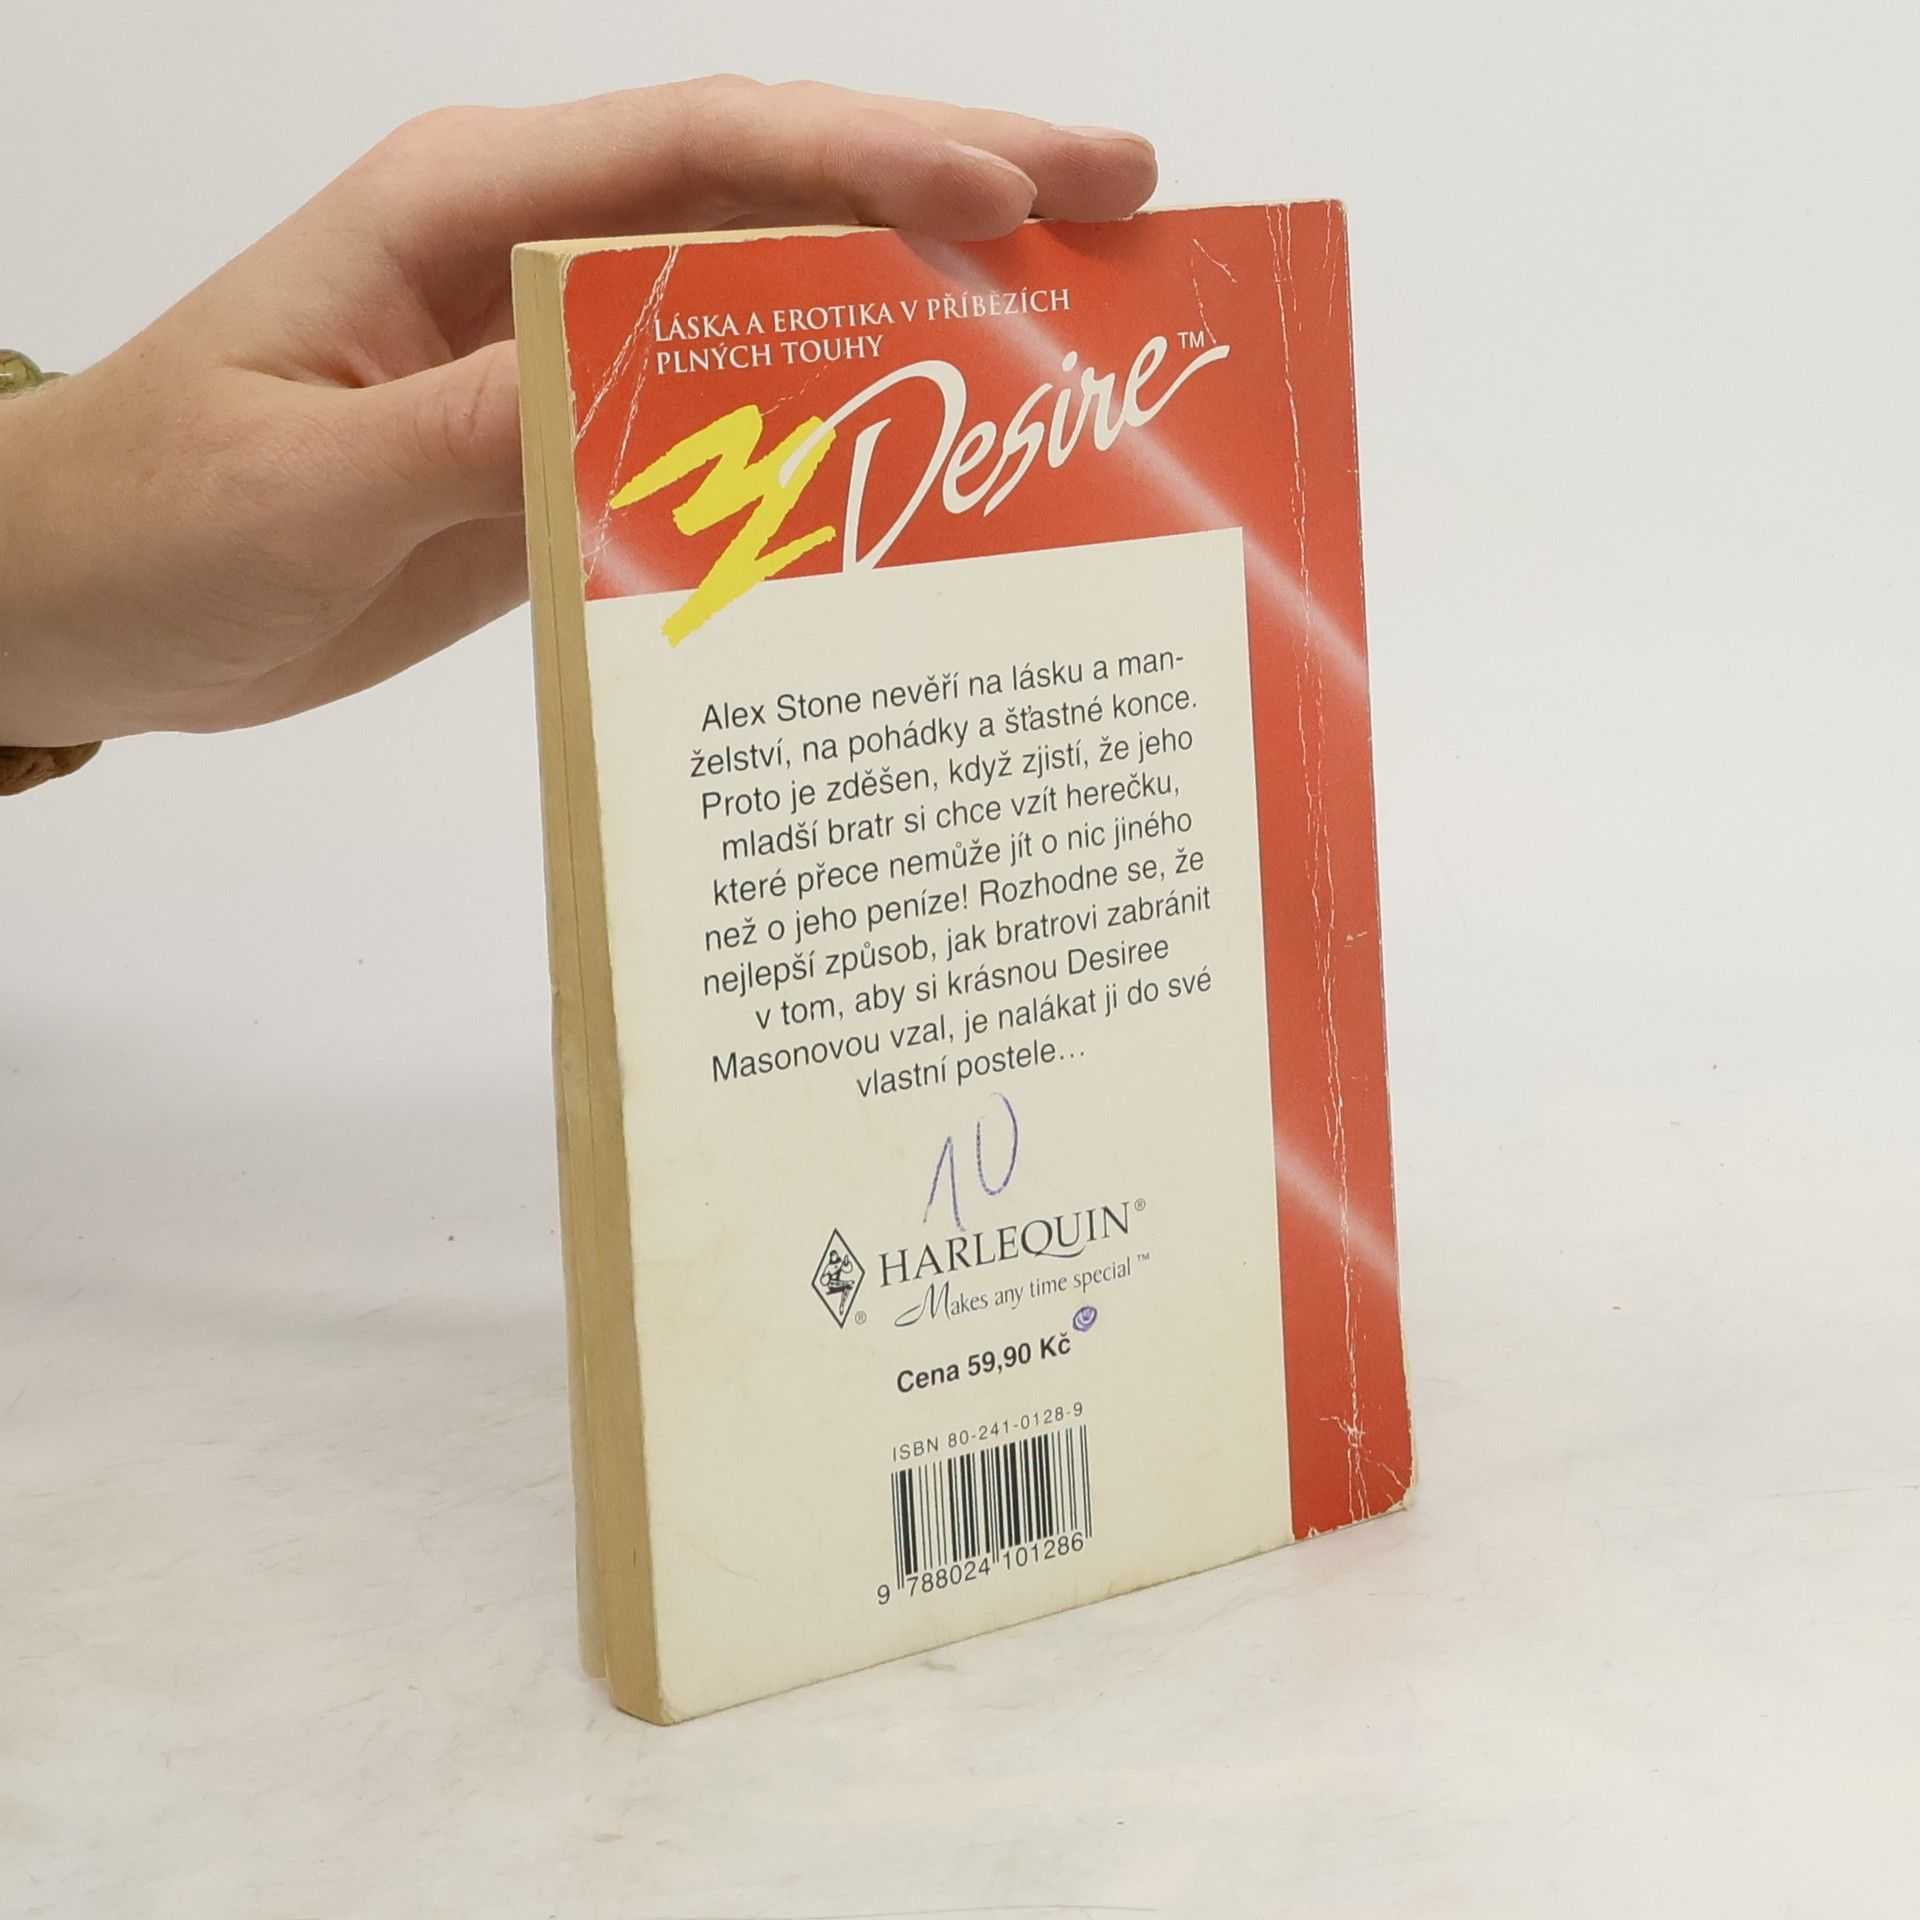 LÁSKA A EROTIKA V PŘÍBĚZÍCH
PLNÝCH TOUHY
Desire™
Alex Stone nevěří na lásku a man-
želství, na pohádky a šťastné konce.
Proto je zděšen, když zjistí, že jeho
mladší bratr si chce vzít herečku,
které přece nemůže jít o nic jiného
než o jeho peníze! Rozhodne se, že
nejlepší způsob, jak bratrovi zabránit
v tom, aby si krásnou Desiree
Masonovou vzal, je nalákat ji do své
vlastní postele...
10
HARLEQUIN®
Makes any time special™
®
Cena 59,90 Kč
ISBN 80-241-0128-9
9 788024 101286